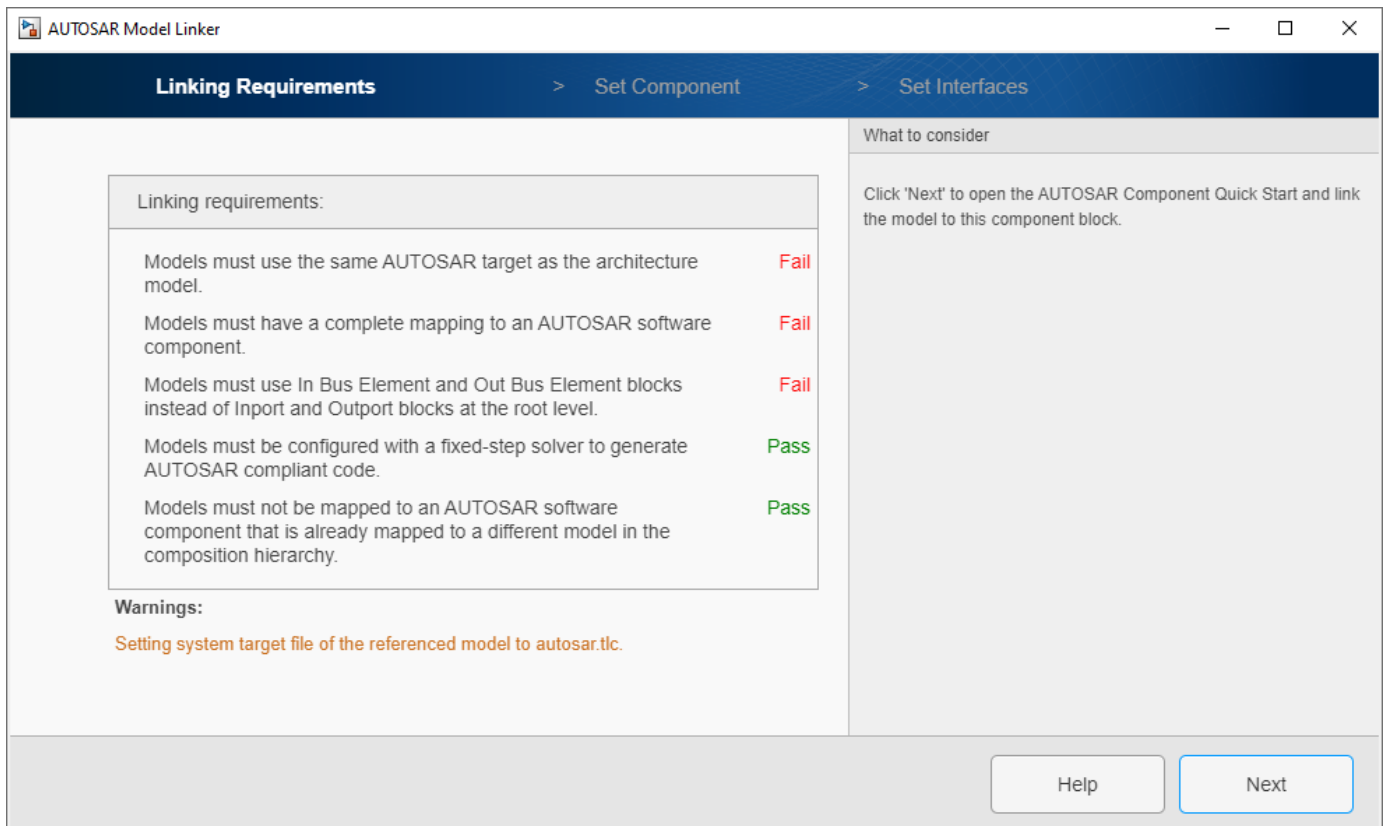 AUTOSAR Model Linker
Linking Requirements > Set Component > Set Interfaces
What to consider
Click 'Next' to open the AUTOSAR Component Quick Start and link
the model to this component block.
Linking requirements:
Models must use the same AUTOSAR target as the architecture Fail
model.
Models must have a complete mapping to an AUTOSAR software Fail
component.
Models must use In Bus Element and Out Bus Element blocks Fail
instead of Inport and Outport blocks at the root level.
Models must be configured with a fixed-step solver to generate Pass
AUTOSAR compliant code.
Models must not be mapped to an AUTOSAR software Pass
component that is already mapped to a different model in the
composition hierarchy.
Warnings:
Setting system target file of the referenced model to autosar.tlc.
Help Next